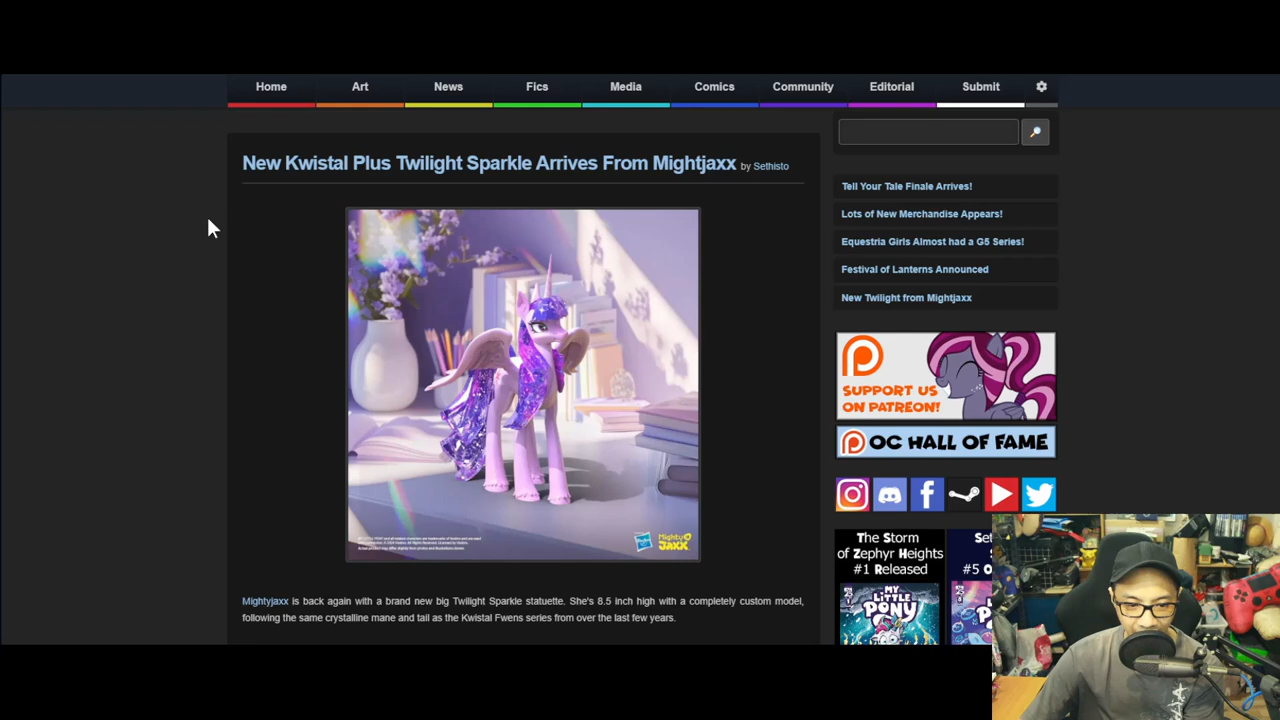 Home Art News Fics Media Comics Community Editorial Submit
New Kwistal Plus Twilight Sparkle Arrives From Mightjaxx by Sethisto
Tell Your Tale Finale Arrives!
Lots of New Merchandise Appears!
Equestria Girls Almost had a G5 Series!
Festival of Lanterns Announced
New Twilight from Mightjaxx
SUPPORT US
ON PATREON!
OC HALL OF FAME
Hasbro
Mighty
JAXX
The Storm
of Zephyr Heights
#1 Released
MY
LITTLE
PONY
Mightyjaxx is back again with a brand new big Twilight Sparkle statuette. She's 8.5 inch high with a completely custom model,
following the same crystalline mane and tail as the Kwistal Fwens series from over the last few years.